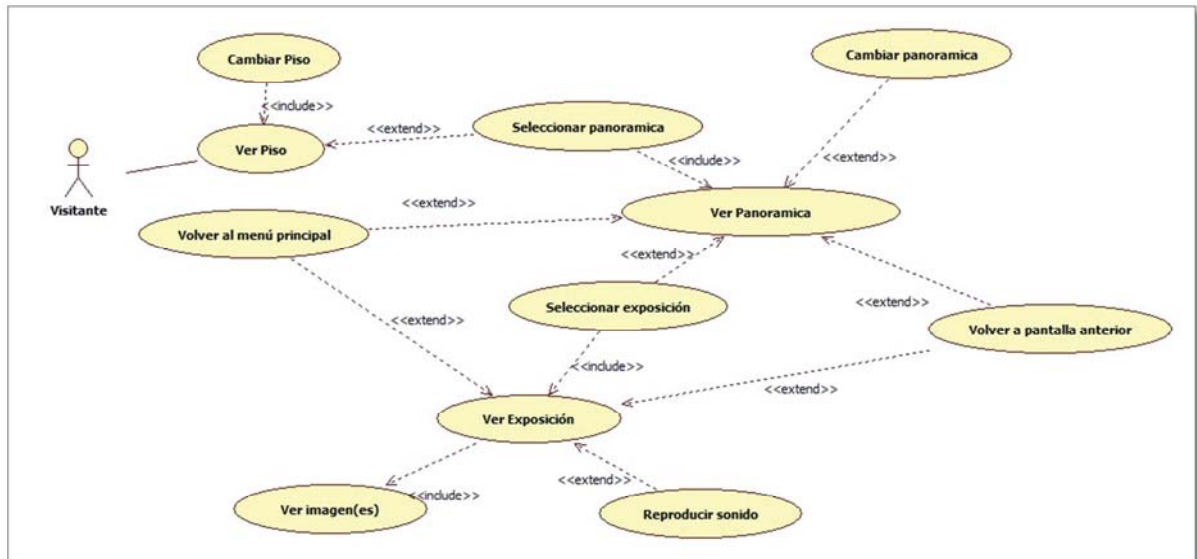 Cambiar Piso
Cambiar panoramica
<<include>>
<<extend>>
Seleccionar panoramica
Ver Piso
<<include>>
<<extend>>
Visitante
<<extend>>
Ver Panoramica
Volver al menú principal
<<extend>>
Seleccionar exposición
<<extend>>
<<extend>>
Volver a pantalla anterior
<<include>>
<<extend>>
Ver Exposición
<<extend>>
<<include>>
Ver imagen(es)
Reproducir sonido